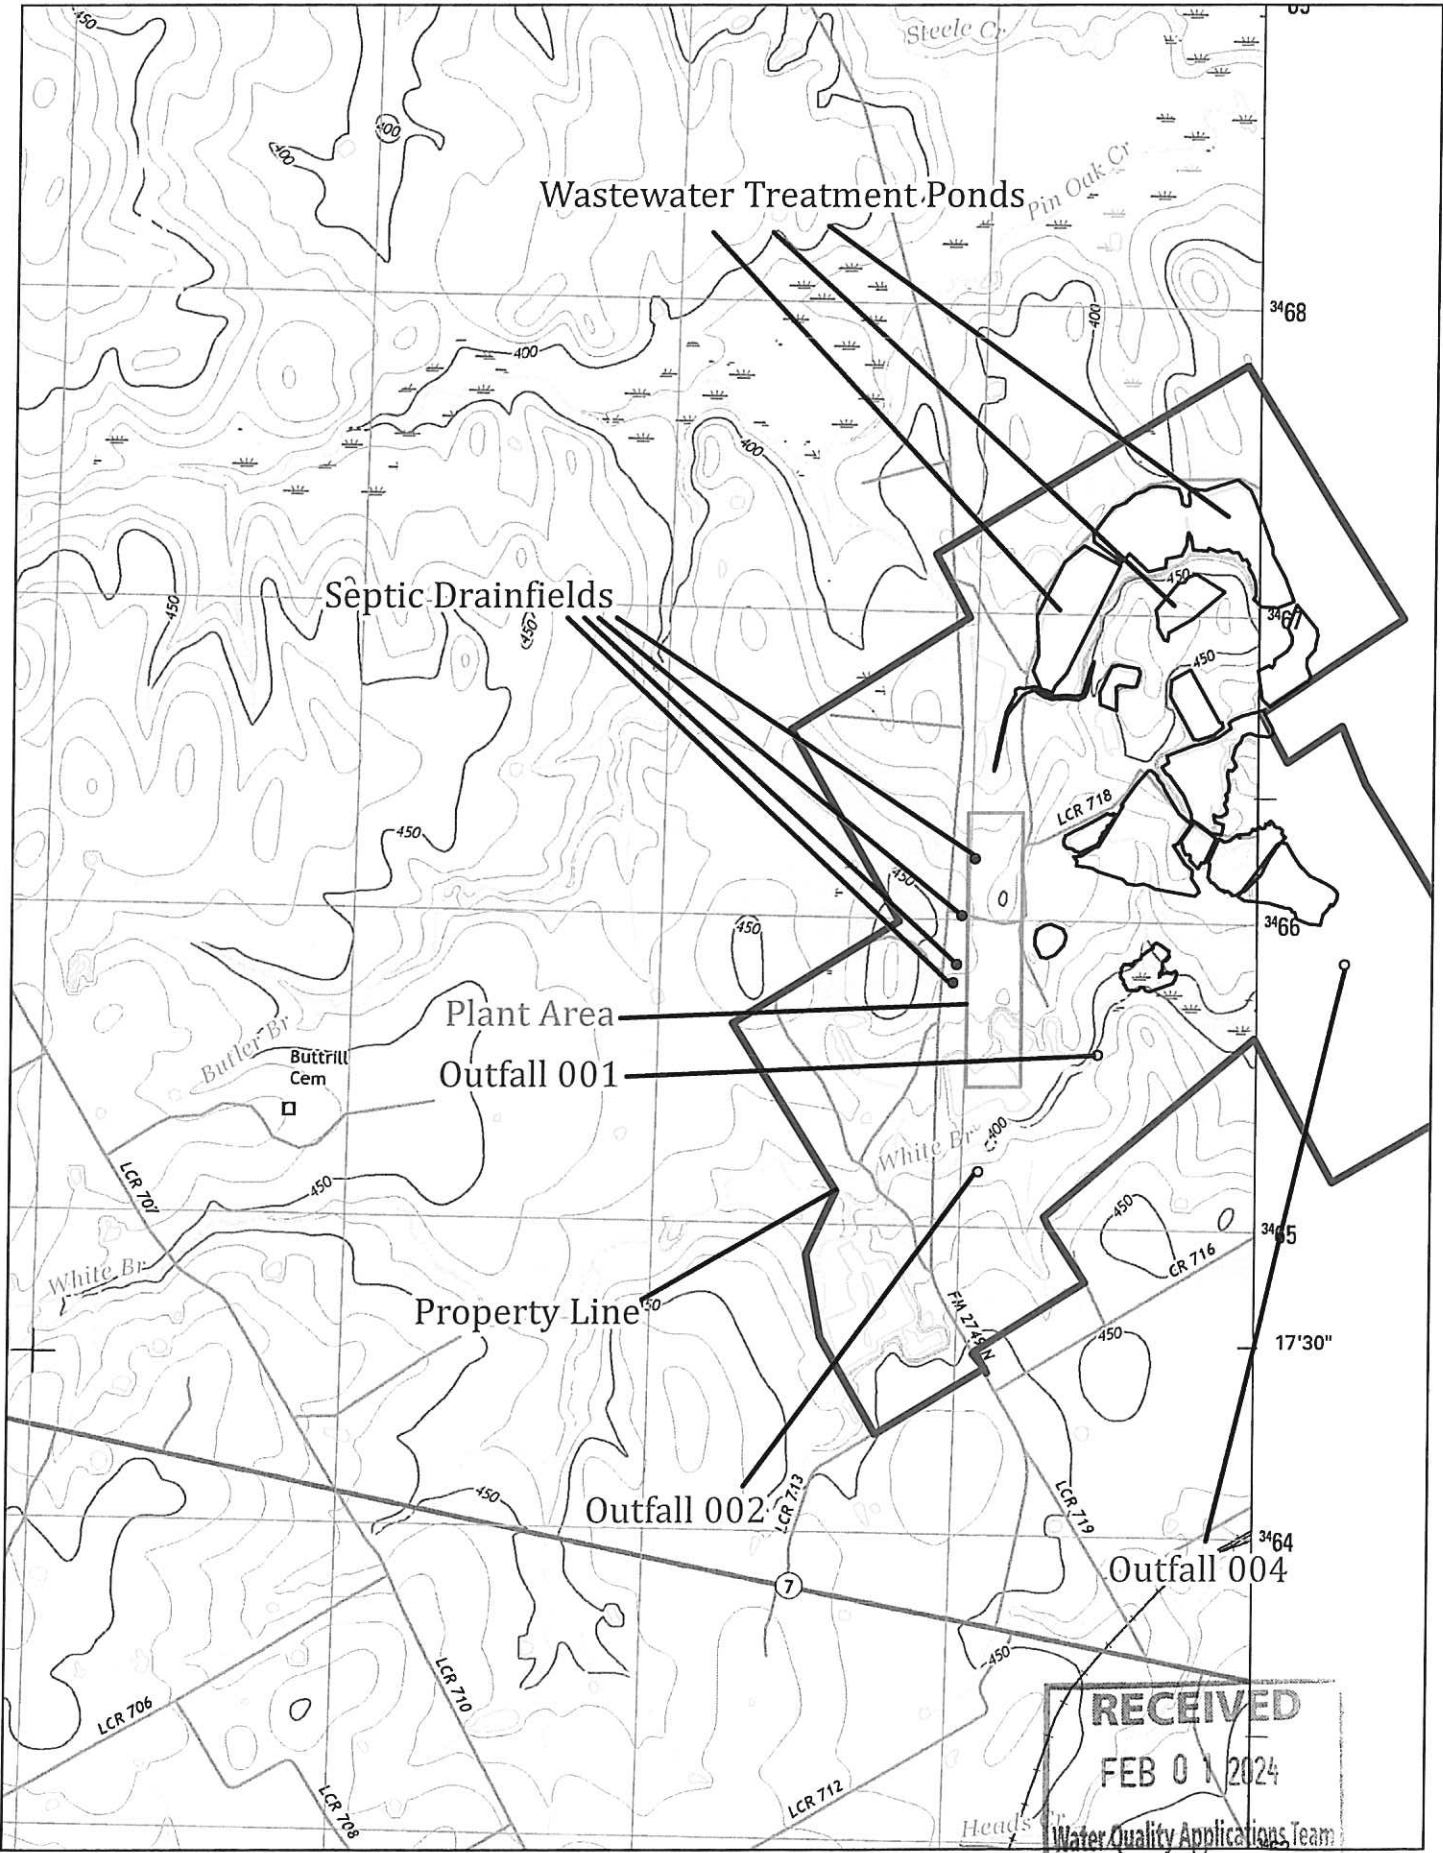 450
Steele Cr
400
400
Pin Oak Cr
Wastewater Treatment Ponds
3468
400
400
400
450
3467
Septic Drainfields
450
450
450
LCR 718
450
450
450
3466
Plant Area
Butler Br
Buttrill
Cem
Outfall 001
400
White Br
LCR 707
450
450
3465
CR 716
White Br
Property Line
FM 2749 N
17'30"
450
450
Outfall 002
LCR 713
LCR 719
3464
Outfall 004
7
450
LCR 706
LCR 710
RECEIVED
FEB 0 1 2024
Water Quality Applications Team
LCR 708
LCR 712
Heads Cr